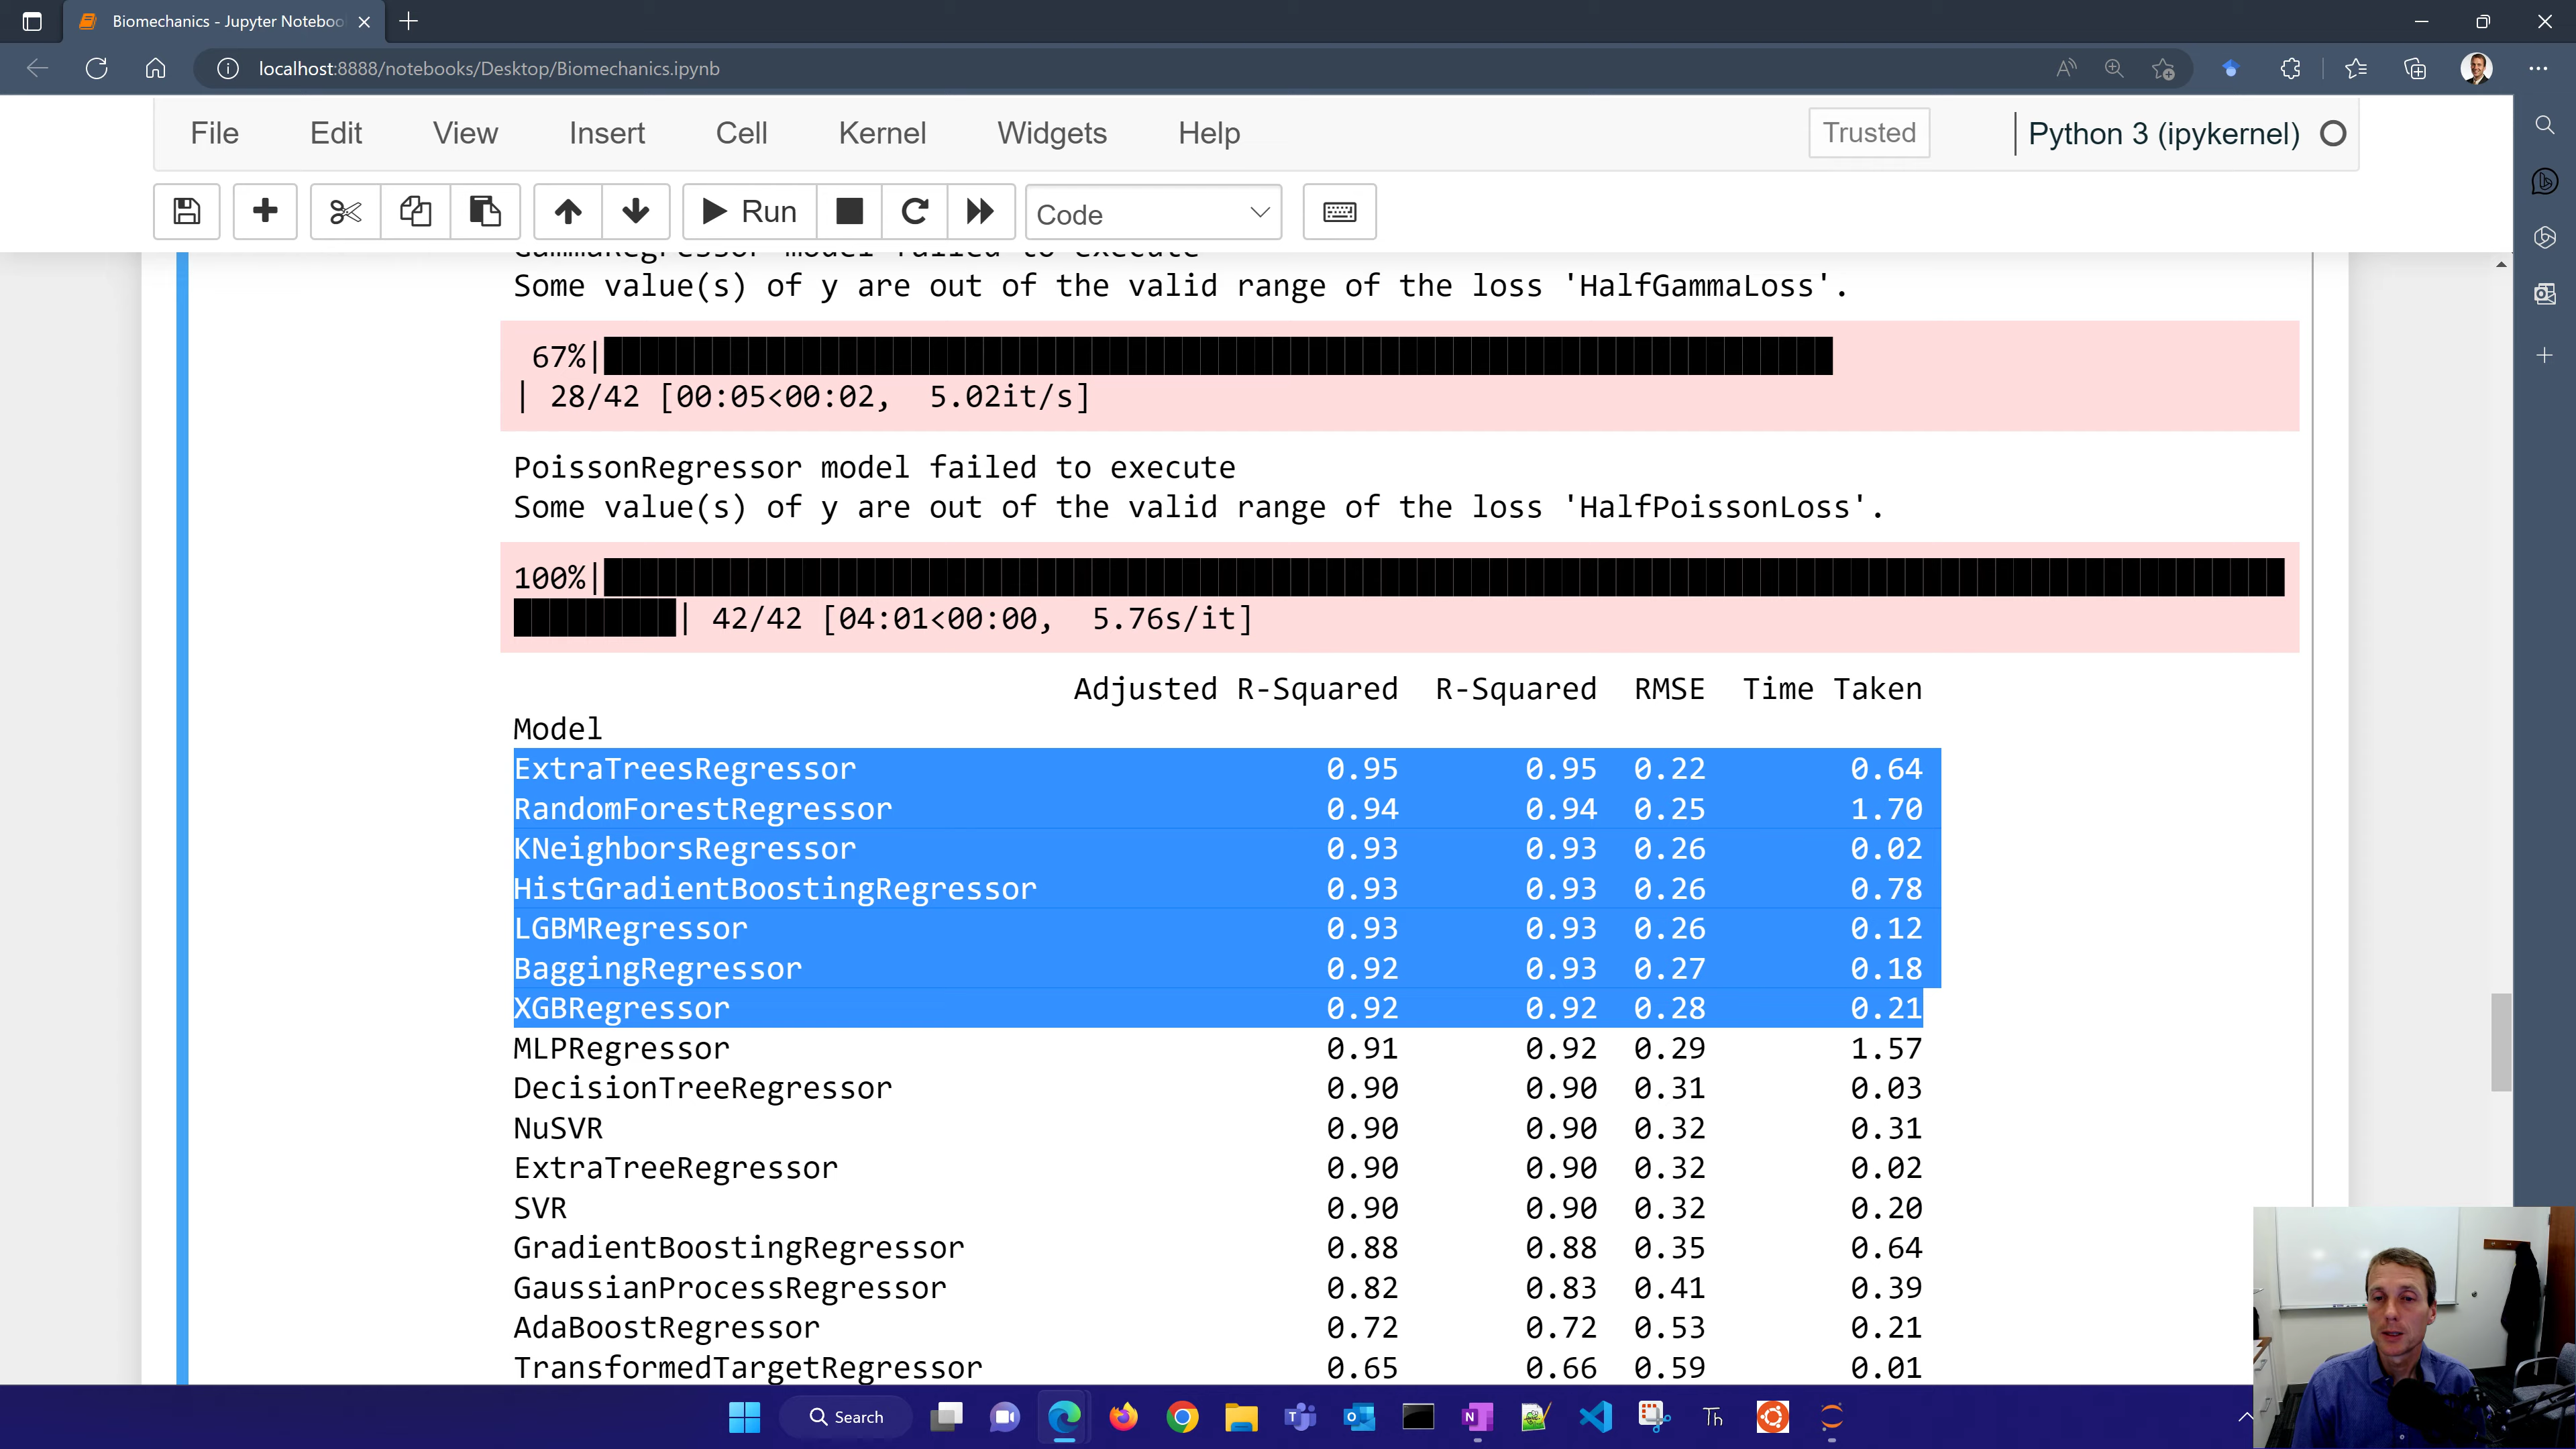 Biomechanics - Jupyter Noteboo
localhost:8888/notebooks/Desktop/Biomechanics.ipynb
File Edit View Insert Cell Kernel Widgets Help Trusted Python 3 (ipykernel)
Run Code
GammaRegressor model failed to execute
Some value(s) of y are out of the valid range of the loss 'HalfGammaLoss'.
67%|
| 28/42 [00:05<00:02, 5.02it/s]
PoissonRegressor model failed to execute
Some value(s) of y are out of the valid range of the loss 'HalfPoissonLoss'.
100%|
| 42/42 [04:01<00:00, 5.76s/it]
Adjusted R-Squared R-Squared RMSE Time Taken
Model
ExtraTreesRegressor 0.95 0.95 0.22 0.64
RandomForestRegressor 0.94 0.94 0.25 1.70
KNeighborsRegressor 0.93 0.93 0.26 0.02
HistGradientBoostingRegressor 0.93 0.93 0.26 0.78
LGBMRegressor 0.93 0.93 0.26 0.12
BaggingRegressor 0.92 0.93 0.27 0.18
XGBRegressor 0.92 0.92 0.28 0.21
MLPRegressor 0.91 0.92 0.29 1.57
DecisionTreeRegressor 0.90 0.90 0.31 0.03
NuSVR 0.90 0.90 0.32 0.31
ExtraTreeRegressor 0.90 0.90 0.32 0.02
SVR 0.90 0.90 0.32 0.20
GradientBoostingRegressor 0.88 0.88 0.35 0.64
GaussianProcessRegressor 0.82 0.83 0.41 0.39
AdaBoostRegressor 0.72 0.72 0.53 0.21
TransformedTargetRegressor 0.65 0.66 0.59 0.01
Search
Th